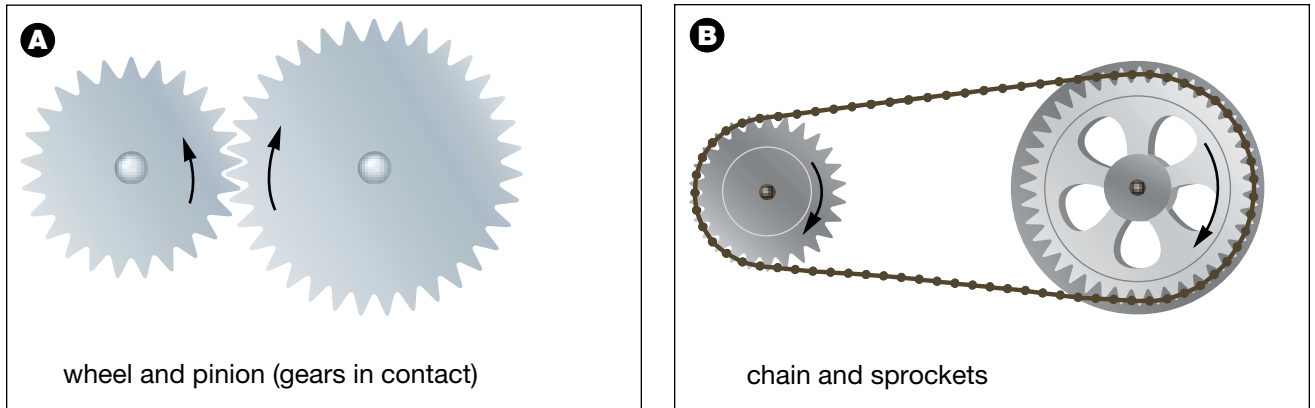 A
wheel and pinion (gears in contact)
B
chain and sprockets